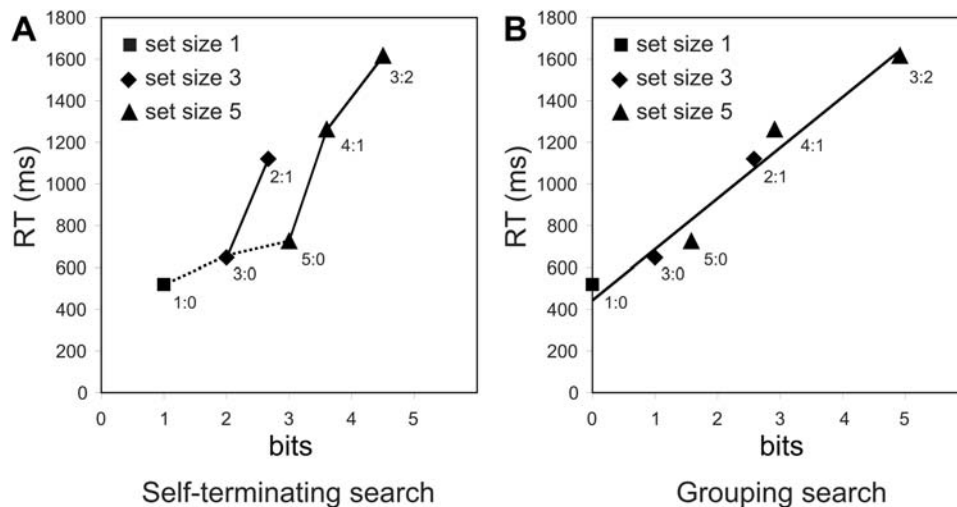 A
set size 1
set size 3
set size 5
RT (ms)
1800
1600
1400
1200
1000
800
600
400
200
0
1:0
3:0
2:1
5:0
4:1
3:2
0 1 2 3 4 5
bits
Self-terminating search
B
set size 1
set size 3
set size 5
RT (ms)
1800
1600
1400
1200
1000
800
600
400
200
0
1:0
3:0
5:0
2:1
4:1
3:2
0 1 2 3 4 5
bits
Grouping search